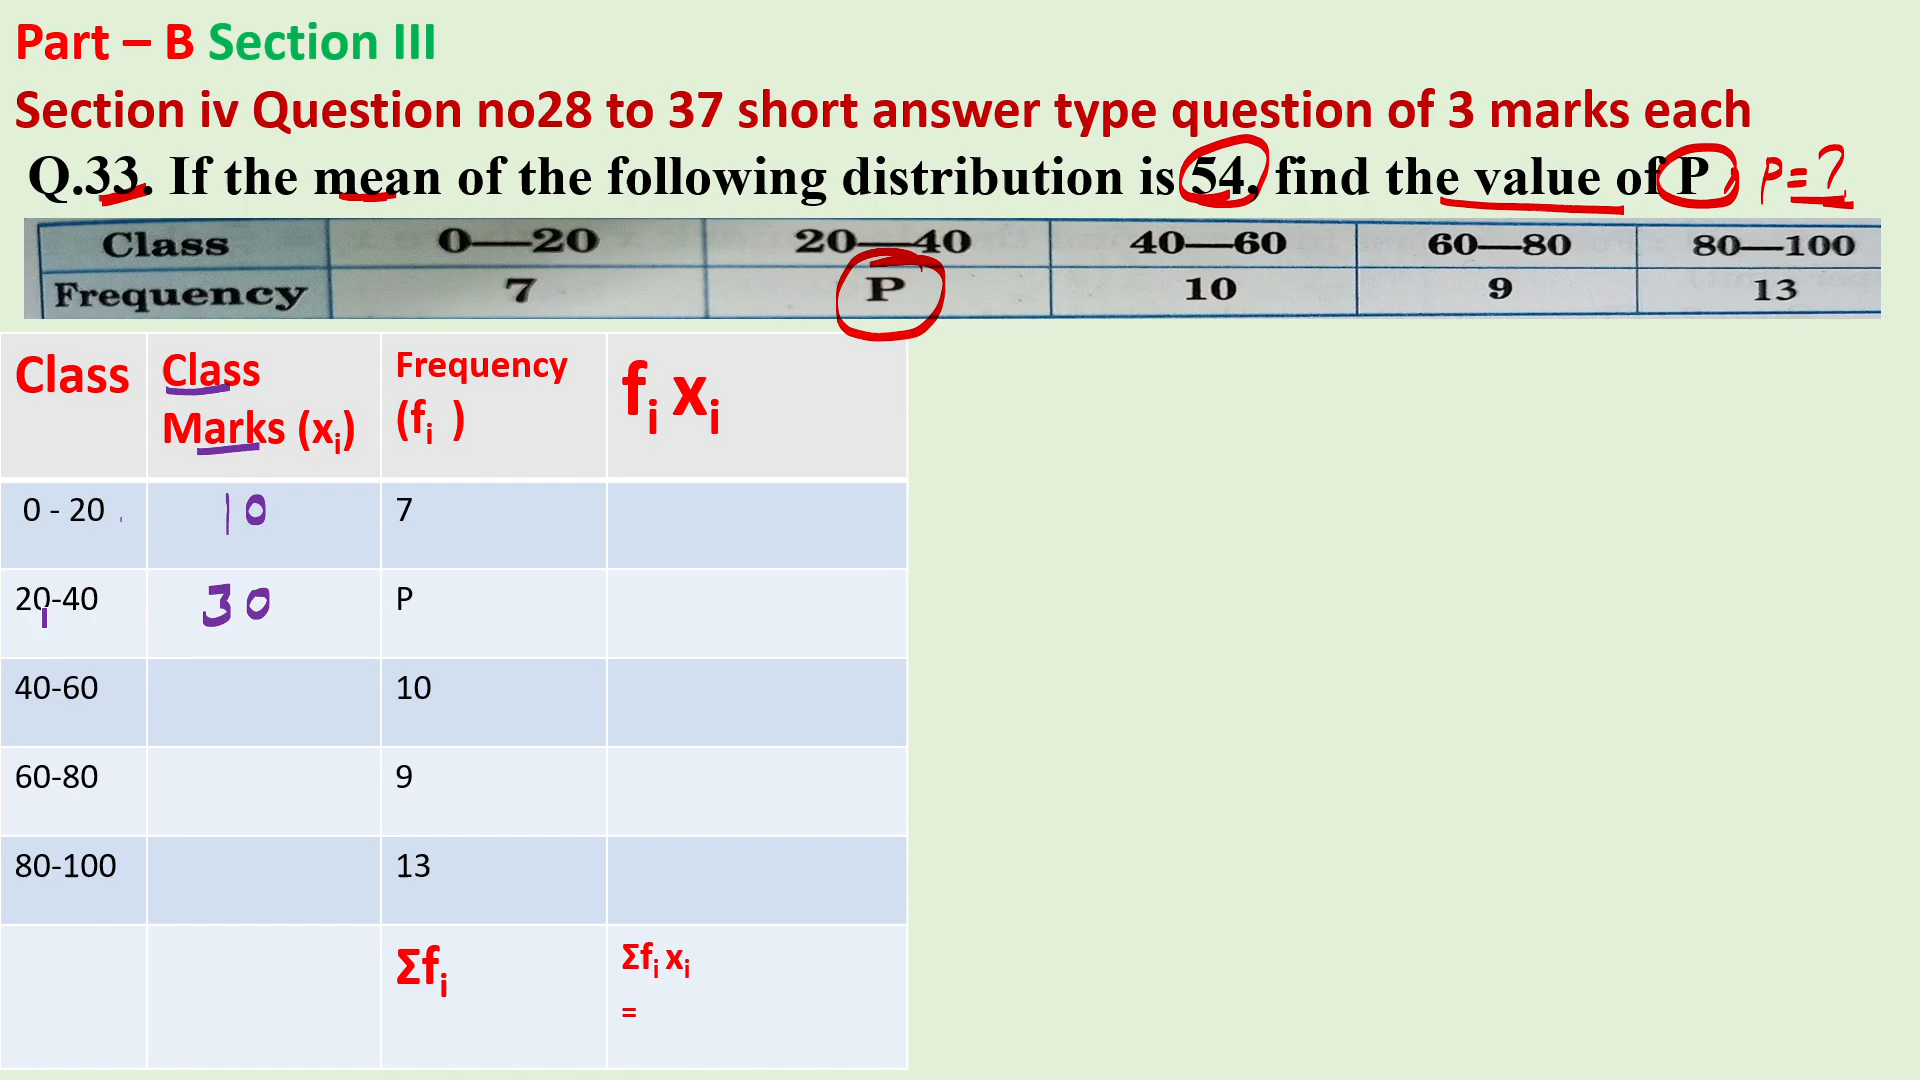 Part – B Section III
Section iv Question no28 to 37 short answer type question of 3 marks each
Q.33. If the mean of the following distribution is 54, find the value of P P = ?
Class 0—20 20—40 40—60 60—80 80—100
Frequency 7 P 10 9 13
Class Class Marks (xi) Frequency (fi ) fi xi
0 - 20 10 7
20-40 30 P
40-60 10
60-80 9
80-100 13
Σfi Σfi xi
=